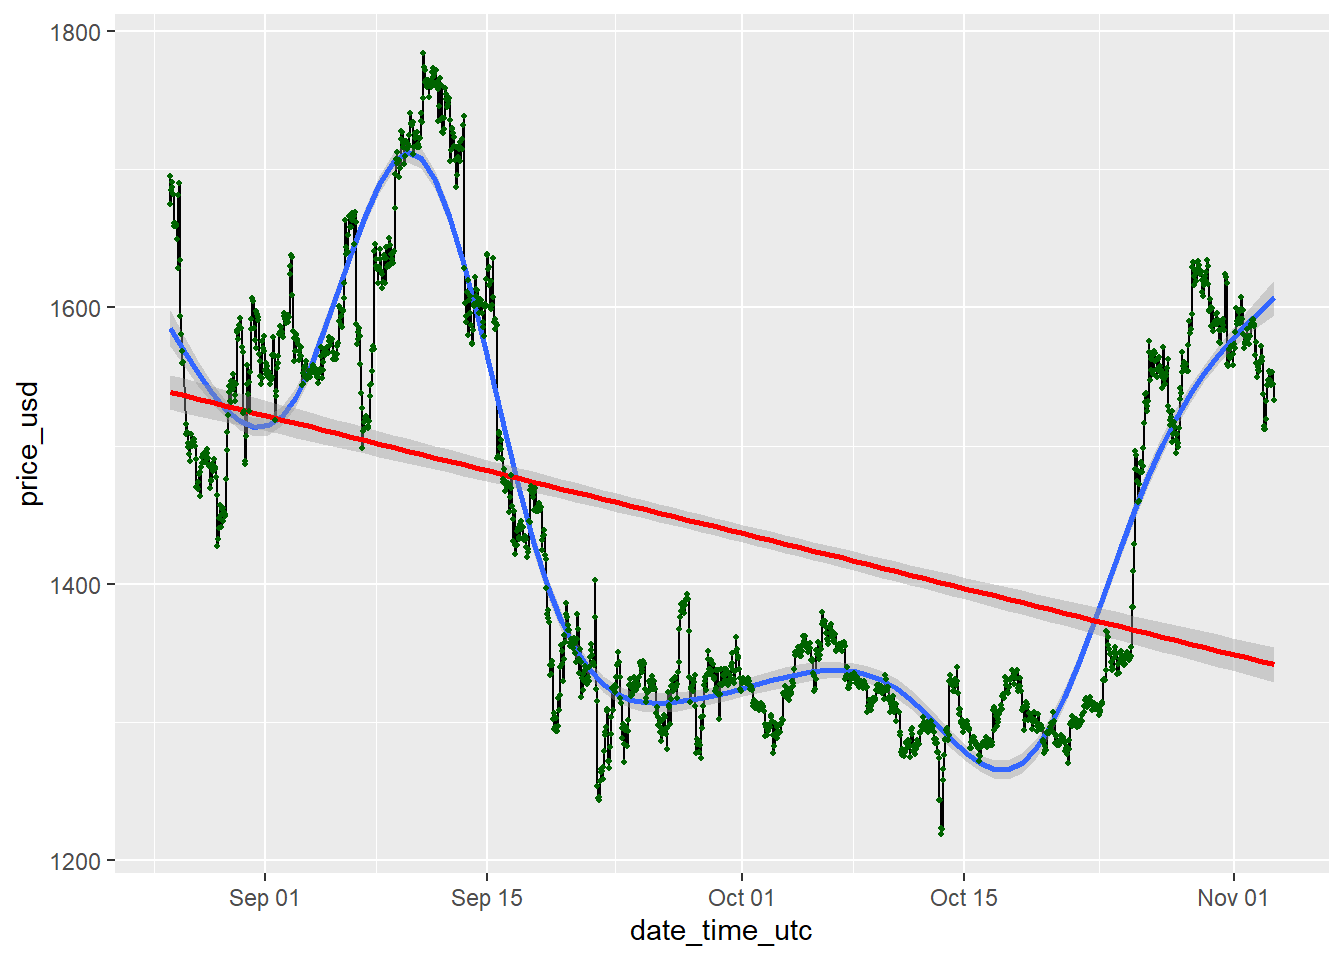 1800
1600
1400
1200
price_usd
Sep 01
Sep 15
Oct 01
Oct 15
Nov 01
date_time_utc